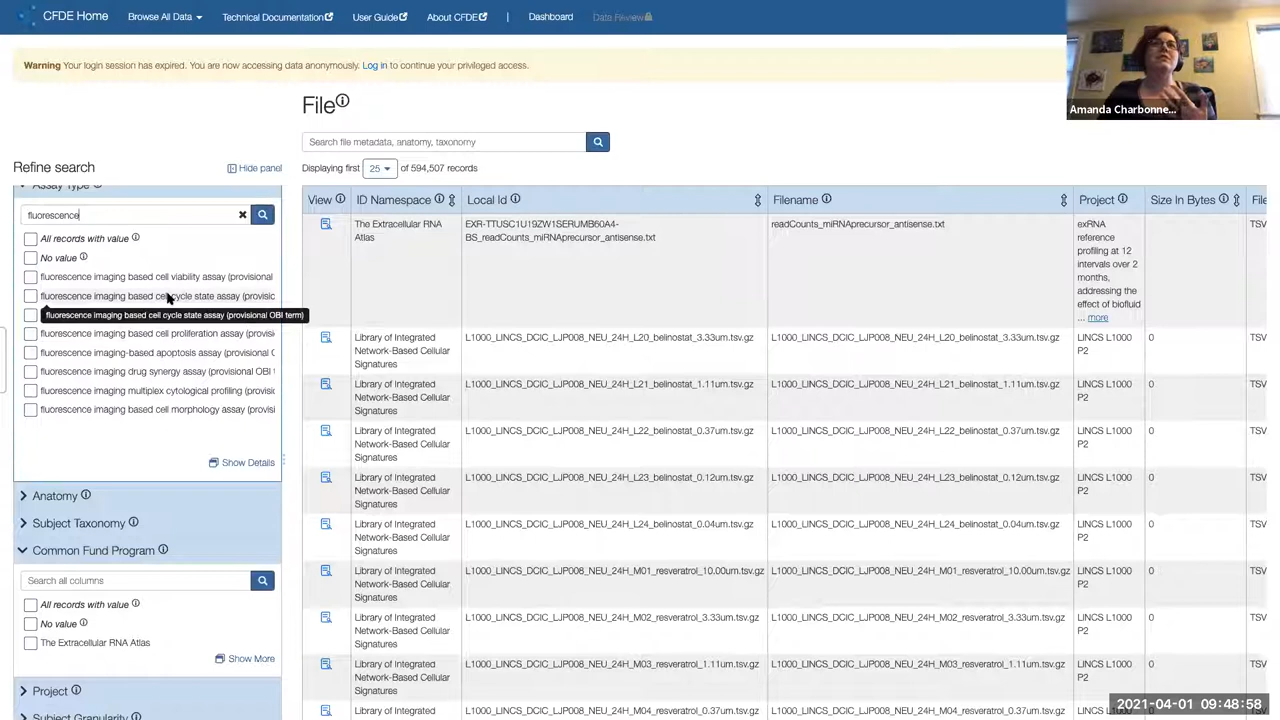 CFDE Home Browse All Data Technical Documentation User Guide About CFDE | Dashboard Data Review
Warning Your login session has expired. You are now accessing data anonymously. Log in to continue your privileged access.
Amanda Charbonne...
File
Search file metadata, anatomy, taxonomy
Refine search Hide panel
Displaying first 25 of 594,507 records
Assay Type
fluorescence
All records with value
No value
fluorescence imaging based cell viability assay (provisional
fluorescence imaging based cell cycle state assay (provisic
fluorescence imaging based cell cycle state assay (provisional OBI term)
fluorescence imaging based cell proliferation assay (provisi
fluorescence imaging-based apoptosis assay (provisional C
fluorescence imaging drug synergy assay (provisional OBI
fluorescence imaging multiplex cytological profiling (provisi
fluorescence imaging based cell morphology assay (provisi
Show Details
Anatomy
Subject Taxonomy
Common Fund Program
Search all columns
All records with value
No value
The Extracellular RNA Atlas
Show More
Project
Subject Granularity
View ID Namespace Local Id Filename Project Size In Bytes File
The Extracellular RNA
Atlas
EXR-TTUSC1U19ZW1SERUMB60A4-
BS_readCounts_miRNAprecursor_antisense.txt
readCounts_miRNAprecursor_antisense.txt
exRNA
reference
profiling at 12
intervals over 2
months,
addressing the
effect of biofluid
... more
TSV
Library of Integrated
Network-Based Cellular
Signatures
L1000_LINCS_DCIC_LJP008_NEU_24H_L20_belinostat_3.33um.tsv.gz L1000_LINCS_DCIC_LJP008_NEU_24H_L20_belinostat_3.33um.tsv.gz
LINCS L1000
P2
0 TSV
Library of Integrated
Network-Based Cellular
Signatures
L1000_LINCS_DCIC_LJP008_NEU_24H_L21_belinostat_1.11um.tsv.gz L1000_LINCS_DCIC_LJP008_NEU_24H_L21_belinostat_1.11um.tsv.gz
LINCS L1000
P2
0 TSV
Library of Integrated
Network-Based Cellular
Signatures
L1000_LINCS_DCIC_LJP008_NEU_24H_L22_belinostat_0.37um.tsv.gz L1000_LINCS_DCIC_LJP008_NEU_24H_L22_belinostat_0.37um.tsv.gz
LINCS L1000
P2
0 TSV
Library of Integrated
Network-Based Cellular
Signatures
L1000_LINCS_DCIC_LJP008_NEU_24H_L23_belinostat_0.12um.tsv.gz L1000_LINCS_DCIC_LJP008_NEU_24H_L23_belinostat_0.12um.tsv.gz
LINCS L1000
P2
0 TSV
Library of Integrated
Network-Based Cellular
Signatures
L1000_LINCS_DCIC_LJP008_NEU_24H_L24_belinostat_0.04um.tsv.gz L1000_LINCS_DCIC_LJP008_NEU_24H_L24_belinostat_0.04um.tsv.gz
LINCS L1000
P2
0 TSV
Library of Integrated
Network-Based Cellular
Signatures
L1000_LINCS_DCIC_LJP008_NEU_24H_M01_resveratrol_10.00um.tsv.gz L1000_LINCS_DCIC_LJP008_NEU_24H_M01_resveratrol_10.00um.tsv.gz
LINCS L1000
P2
0 TSV
Library of Integrated
Network-Based Cellular
Signatures
L1000_LINCS_DCIC_LJP008_NEU_24H_M02_resveratrol_3.33um.tsv.gz L1000_LINCS_DCIC_LJP008_NEU_24H_M02_resveratrol_3.33um.tsv.gz
LINCS L1000
P2
0 TSV
Library of Integrated
Network-Based Cellular
Signatures
L1000_LINCS_DCIC_LJP008_NEU_24H_M03_resveratrol_1.11um.tsv.gz L1000_LINCS_DCIC_LJP008_NEU_24H_M03_resveratrol_1.11um.tsv.gz
LINCS L1000
P2
0 TSV
Library of Integrated
L1000_LINCS_DCIC_LJP008_NEU_24H_M04_resveratrol_0.37um.tsv.gz L1000_LINCS_DCIC_LJP008_NEU_24H_M04_resveratrol_0.37um.tsv.gz
2021-04-01 09:48:58